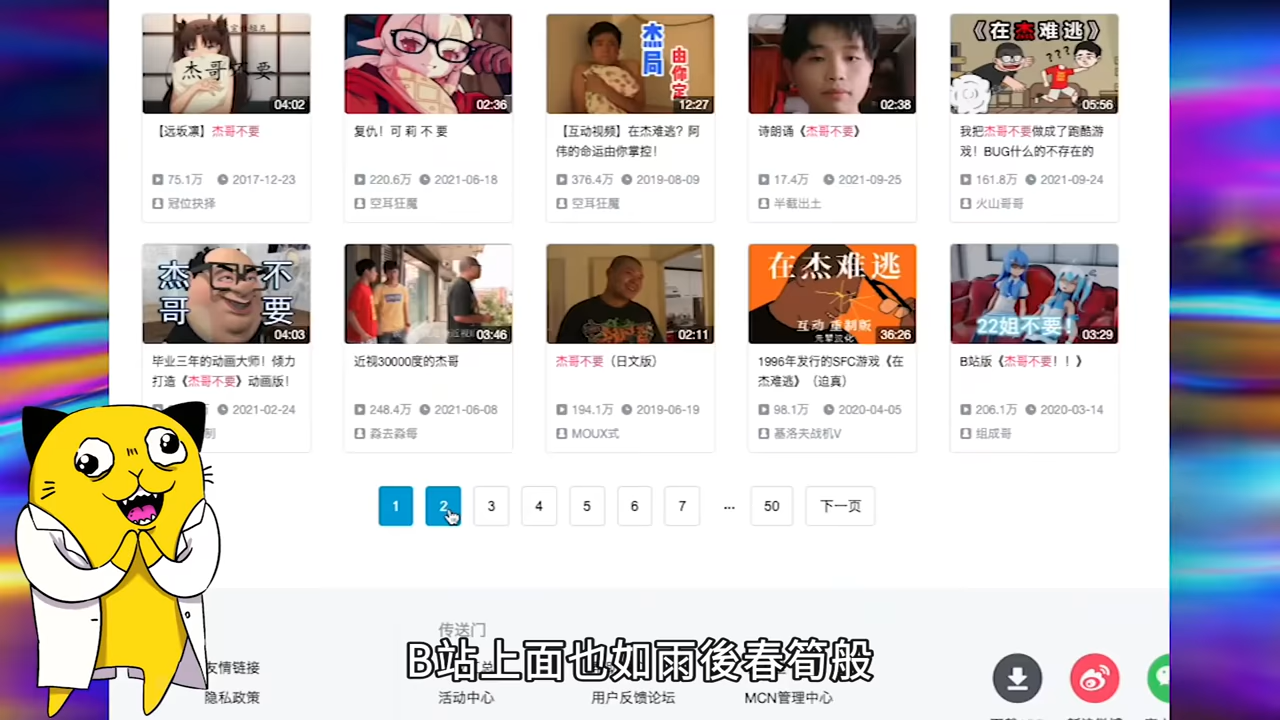 杰哥不要
04:02
02:36
杰局
由你定
12:27
02:38
《在杰难逃》
???
05:56
【远坂凛】杰哥不要
复仇！可 莉 不 要
【互动视频】在杰难逃？阿
伟的命运由你掌控！
诗朗诵《杰哥不要》
我把杰哥不要做成了跑酷游
戏！BUG什么的不存在的
75.1万 2017-12-23
220.6万 2021-06-18
376.4万 2019-08-09
17.4万 2021-09-25
161.8万 2021-09-24
冠位抉择
空耳狂魔
空耳狂魔
半载出土
火山哥哥
杰哥不要
04:03
03:46
02:11
在杰难逃
互动 重制版
36:26
22姐不要！
03:29
毕业三年的动画大师！倾力
打造《杰哥不要》动画版！
近视30000度的杰哥
杰哥不要（日文版）
1996年发行的SFC游戏《在
杰难逃》（迫真）
B站版《杰哥不要！！》
2021-02-24
248.4万 2021-06-08
194.1万 2019-06-19
98.1万 2020-04-05
206.1万 2020-03-14
淼去淼每
MOUX式
基洛夫战机V
组成哥
1 2 3 4 5 6 7 ... 50 下一页
传送门
B站上面也如雨後春筍般
友情链接
隐私政策
活动中心
用户反馈论坛
MCN管理中心